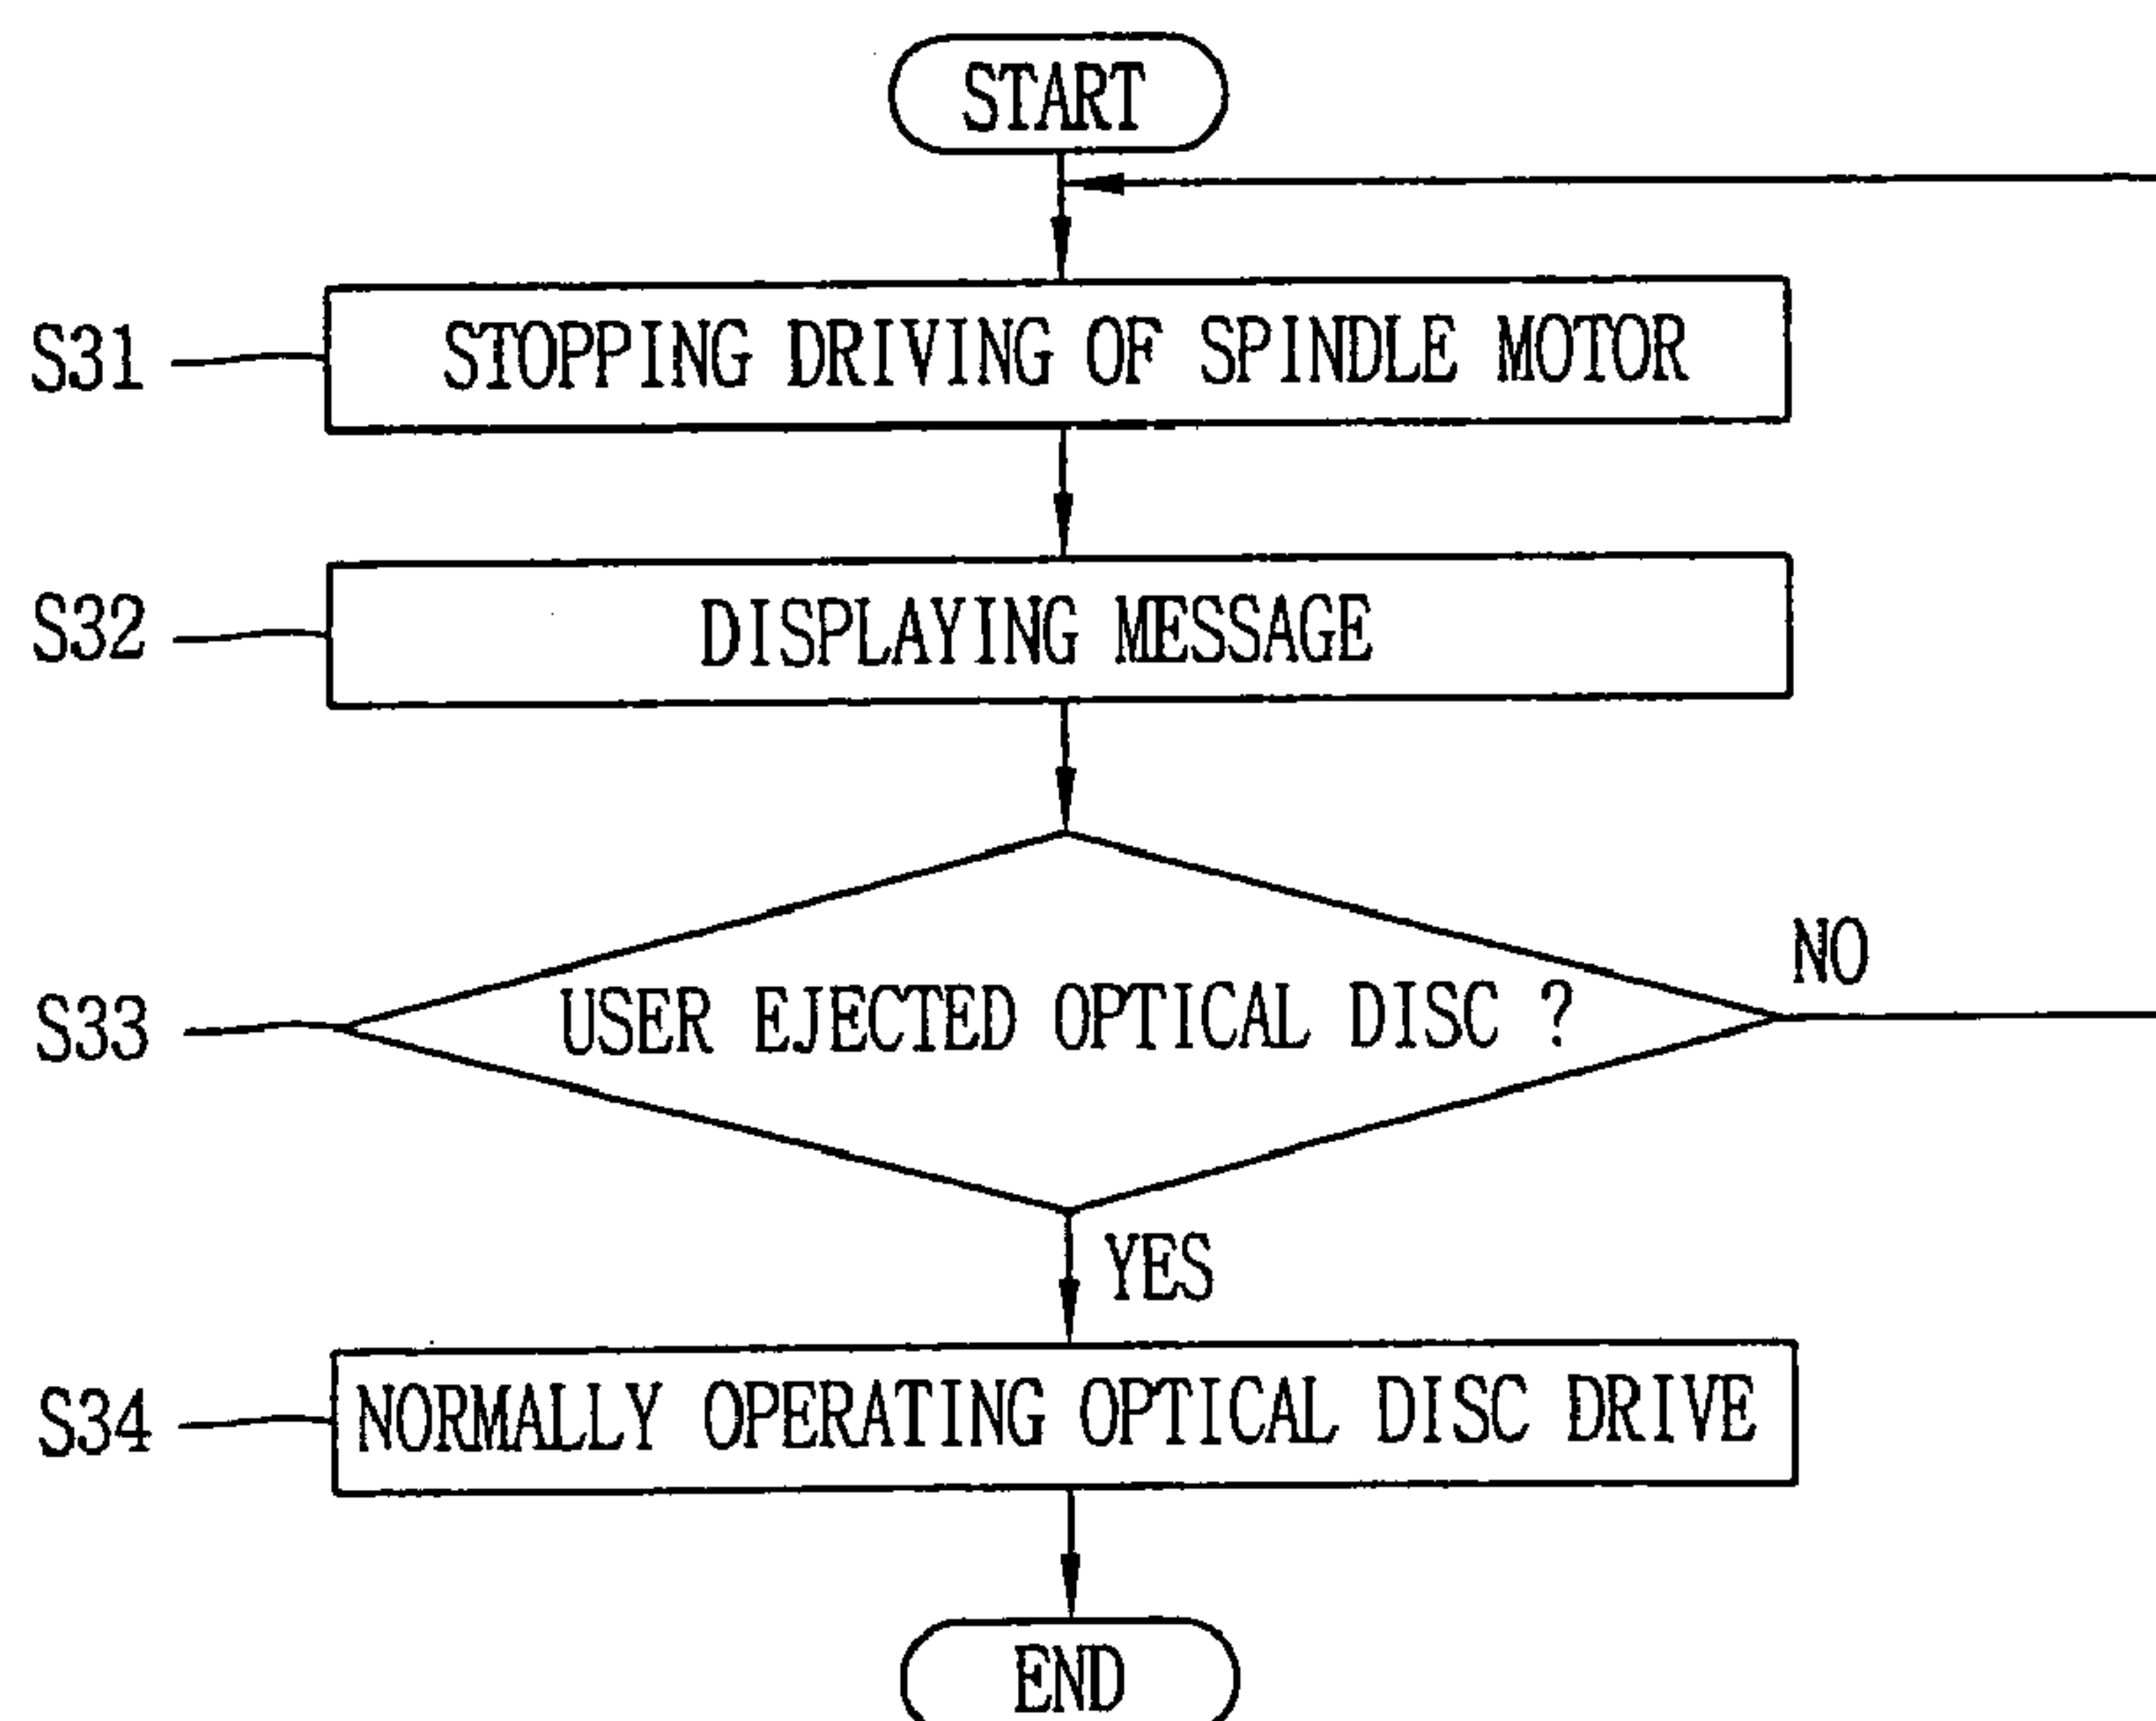 START
S31
STOPPING DRIVING OF SPINDLE MOTOR
S32
DISPLAYING MESSAGE
S33
USER EJECTED OPTICAL DISC ?
NO
YES
S34
NORMALLY OPERATING OPTICAL DISC DRIVE
END